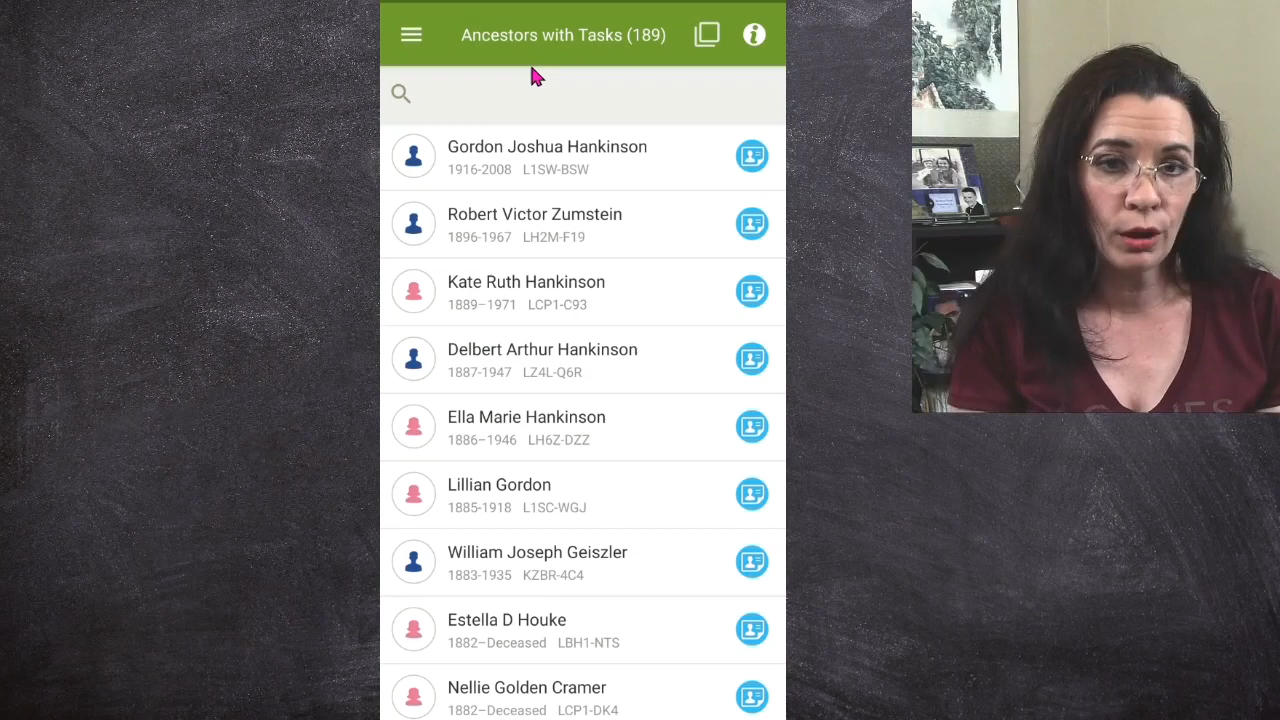 Ancestors with Tasks (189)
Gordon Joshua Hankinson
1916-2008 L1SW-BSW
Robert Victor Zumstein
1896-1967 LH2M-F19
Kate Ruth Hankinson
1889–1971 LCP1-C93
Delbert Arthur Hankinson
1887-1947 LZ4L-Q6R
Ella Marie Hankinson
1886–1946 LH6Z-DZZ
Lillian Gordon
1885-1918 L1SC-WGJ
William Joseph Geiszler
1883-1935 KZBR-4C4
Estella D Houke
1882–Deceased LBH1-NTS
Nellie Golden Cramer
1882–Deceased LCP1-DK4